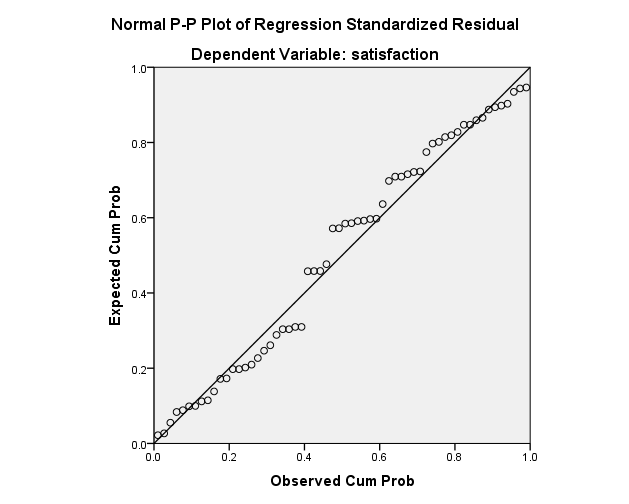 Normal P-P Plot of Regression Standardized Residual
Dependent Variable: satisfaction
1.0
0.8
0.6
0.4
0.2
0.0
Expected Cum Prob
0.0 0.2 0.4 0.6 0.8 1.0
Observed Cum Prob